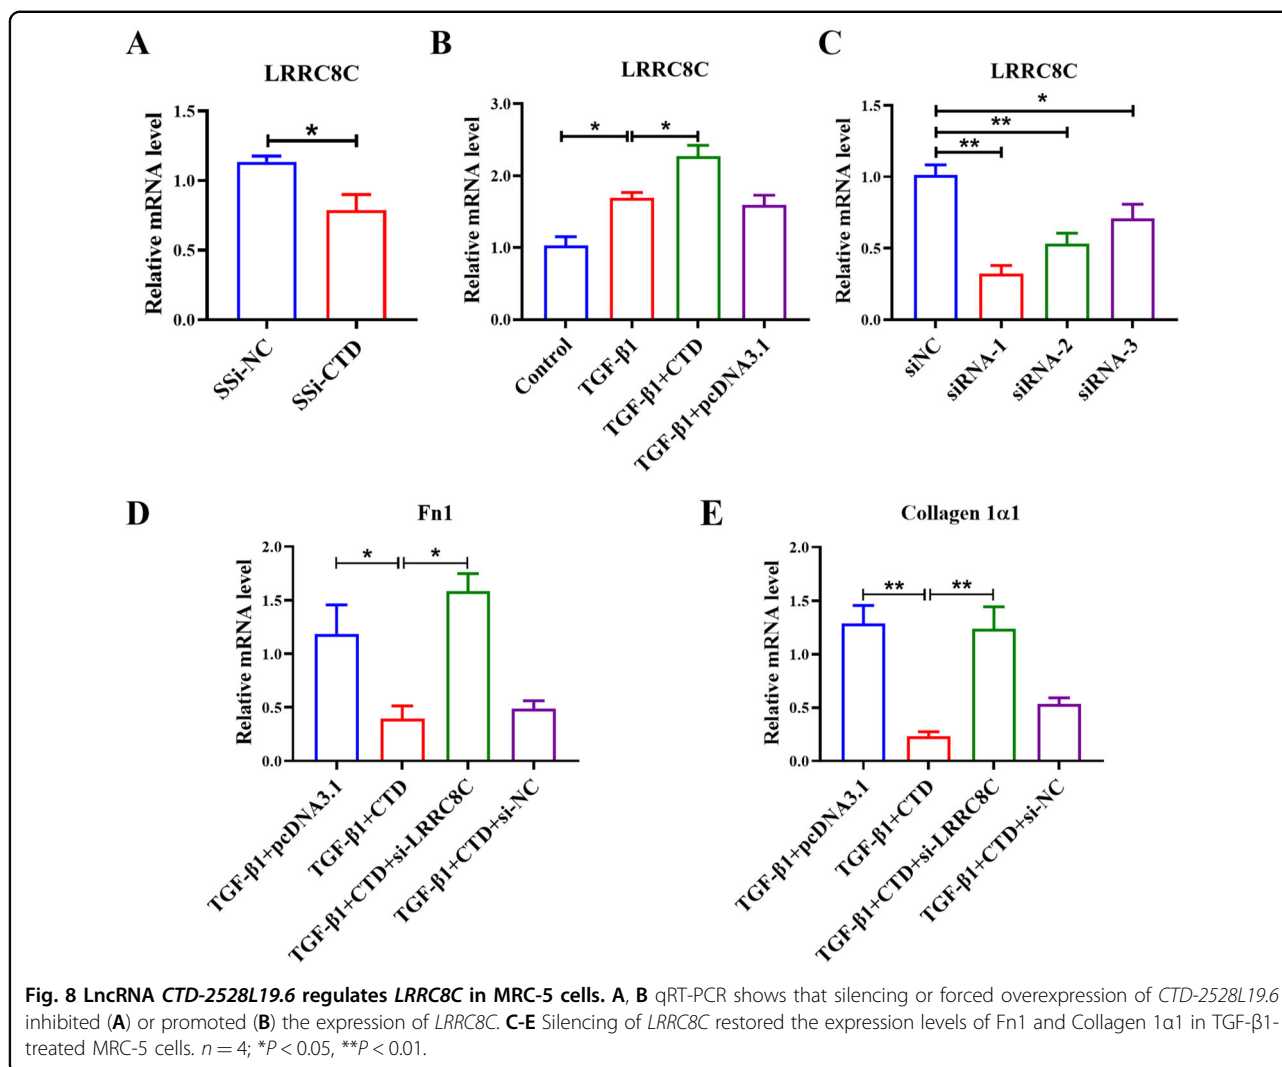 A
LRRC8C
*
Relative mRNA level
1.5
1.0
0.5
0.0
SSi-NC
SSi-CTD
B
LRRC8C
*
*
Relative mRNA level
3.0
2.0
1.0
0.0
Control
TGF-β1
TGF-β1+CTD
TGF-β1+pcDNA3.1
C
LRRC8C
*
**
**
Relative mRNA level
1.5
1.0
0.5
0.0
siNC
siRNA-1
siRNA-2
siRNA-3
D
Fn1
*
*
Relative mRNA level
2.0
1.5
1.0
0.5
0.0
TGF-β1+pcDNA3.1
TGF-β1+CTD
TGF-β1+CTD+si-LRRC8C
TGF-β1+CTD+si-NC
E
Collagen 1α1
**
**
Relative mRNA level
2.0
1.5
1.0
0.5
0.0
TGF-β1+pcDNA3.1
TGF-β1+CTD
TGF-β1+CTD+si-LRRC8C
TGF-β1+CTD+si-NC
Fig. 8 LncRNA CTD-2528L19.6 regulates LRRC8C in MRC-5 cells. A, B qRT-PCR shows that silencing or forced overexpression of CTD-2528L19.6
inhibited (A) or promoted (B) the expression of LRRC8C. C-E Silencing of LRRC8C restored the expression levels of Fn1 and Collagen 1α1 in TGF-β1-
treated MRC-5 cells. n = 4; *P < 0.05, **P < 0.01.